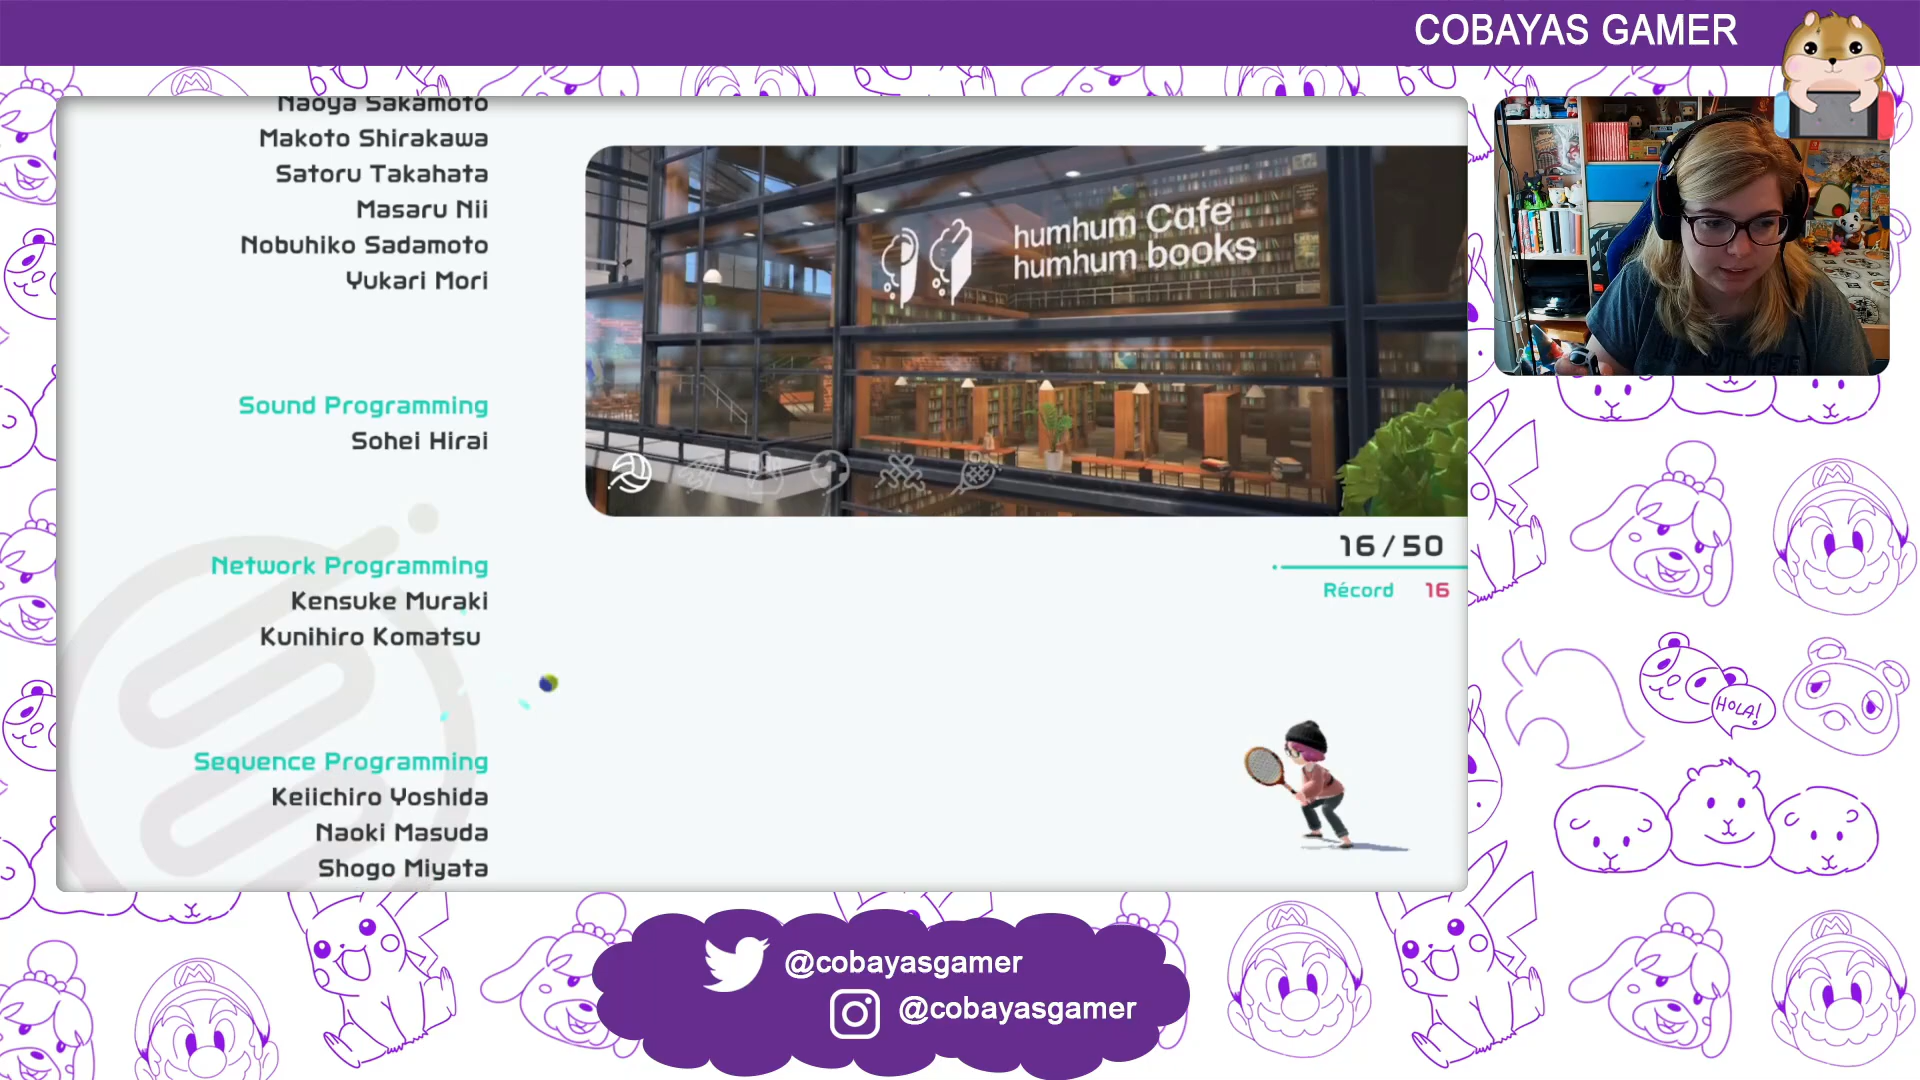 COBAYAS GAMER
Naoya Sakamoto
Makoto Shirakawa
Satoru Takahata
Masaru Nii
Nobuhiko Sadamoto
Yukari Mori
Sound Programming
Sohei Hirai
Network Programming
Kensuke Muraki
Kunihiro Komatsu
Sequence Programming
Keiichiro Yoshida
Naoki Masuda
Shogo Miyata
humhum Cafe
humhum books
16/50
Récord 16
HOLA!
@cobayasgamer
@cobayasgamer